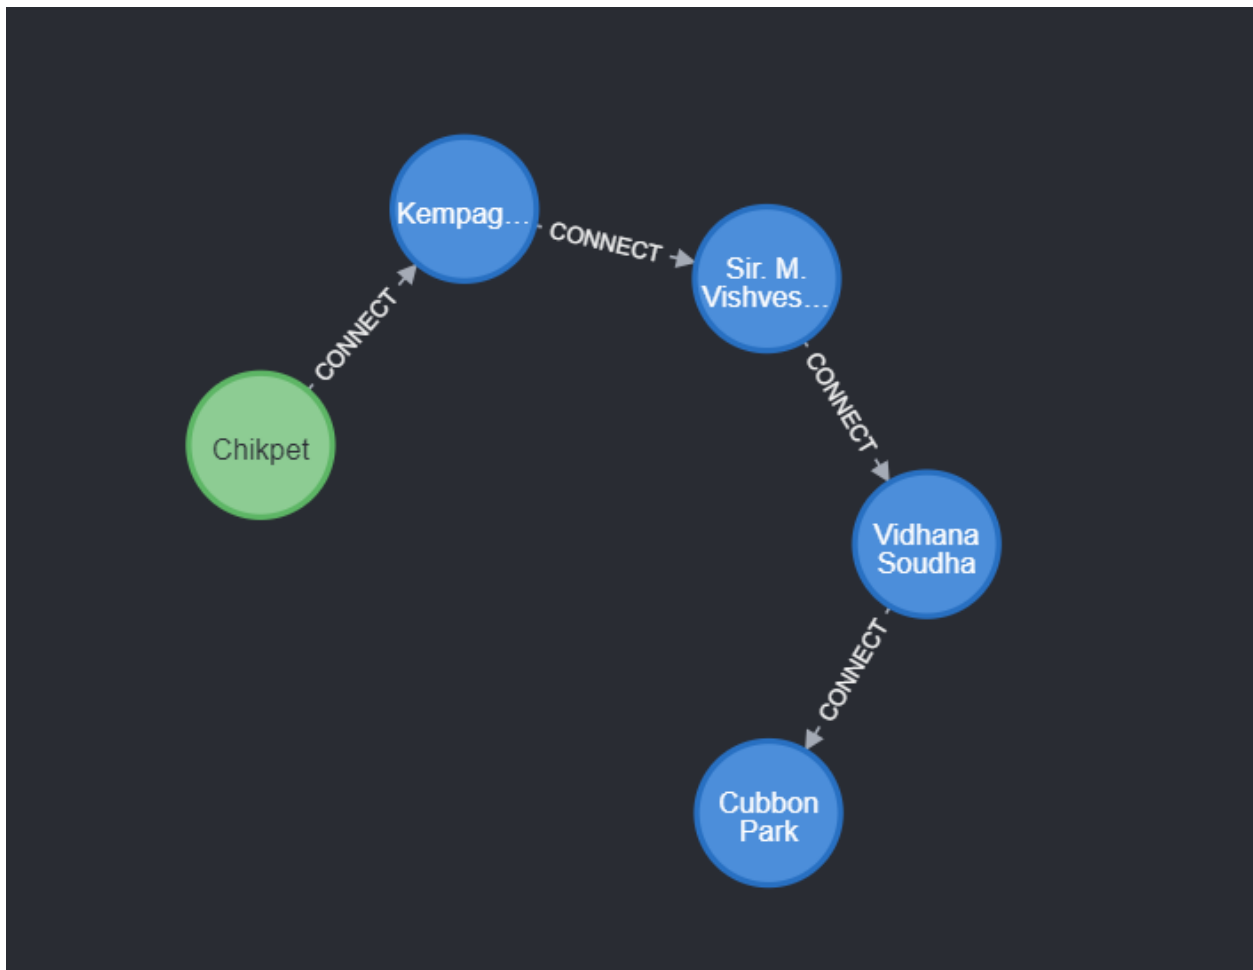 Chikpet
CONNECT
Kempag...
CONNECT
Sir. M.
Vishves...
CONNECT
Vidhana
Soudha
CONNECT
Cubbon
Park